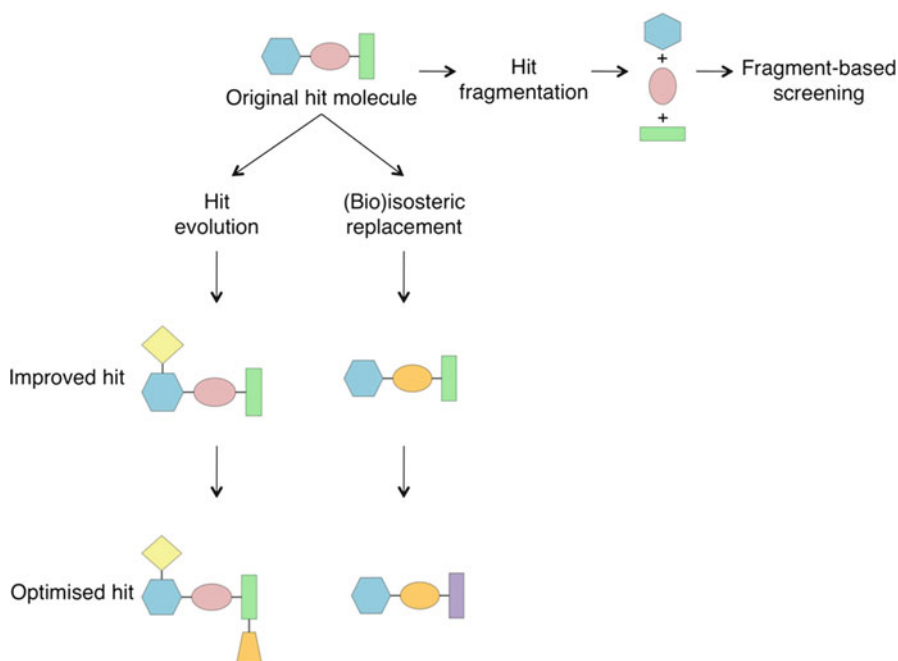 Original hit molecule
Hit
fragmentation
+
+
Fragment-based
screening
Hit
evolution
(Bio)isosteric
replacement
Improved hit
Optimised hit